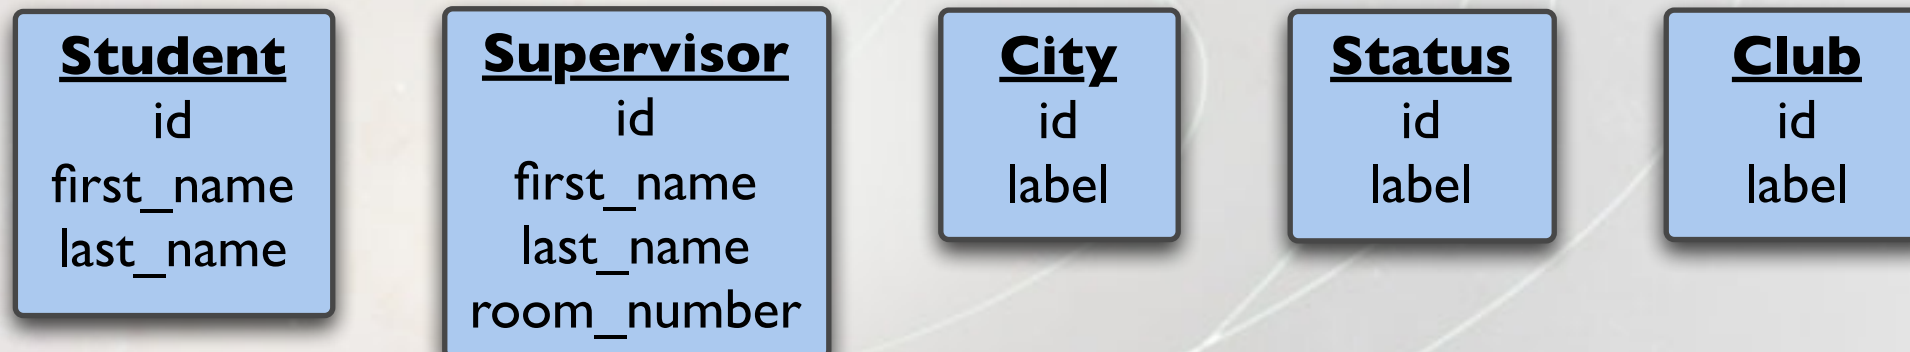 Student
id
first_name
last_name
Supervisor
id
first_name
last_name
room_number
City
id
label
Status
id
label
Club
id
label